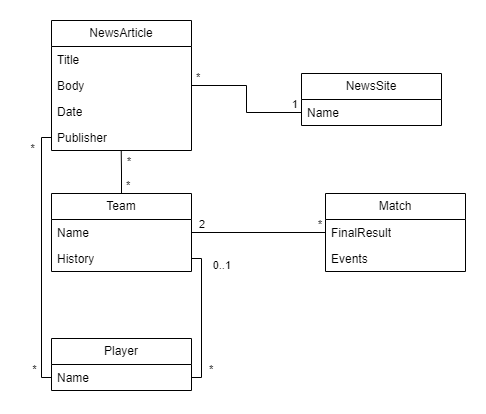 NewsArticle
Title
Body
Date
Publisher
*
1
NewsSite
Name
*
*
*
Team
Name
History
2
*
Match
FinalResult
Events
0..1
Player
Name
*
*